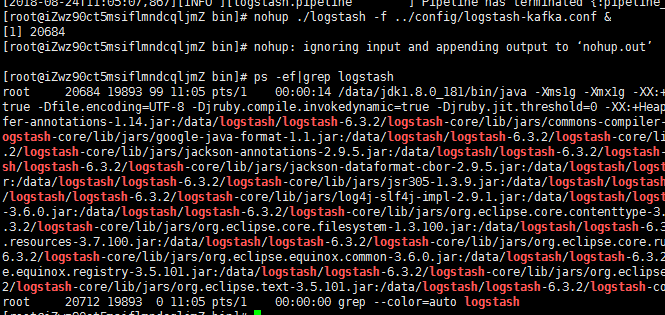 [2018-08-24T11:05:07,867][INFO ][logstash.pipeline ] Pipeline has terminated {:pipeline_
[root@iZwz90ct5msiflmndcqljmZ bin]# nohup ./logstash -f ../config/logstash-kafka.conf &
[1] 20684
[root@iZwz90ct5msiflmndcqljmZ bin]# nohup: ignoring input and appending output to ‘nohup.out’
[root@iZwz90ct5msiflmndcqljmZ bin]# ps -ef|grep logstash
root 20684 19893 99 11:05 pts/1 00:00:14 /data/jdk1.8.0_181/bin/java -Xms1g -Xmx1g -XX:+
true -Dfile.encoding=UTF-8 -Djruby.compile.invokedynamic=true -Djruby.jit.threshold=0 -XX:+Heap
fer-annotations-1.14.jar:/data/logstash/logstash-6.3.2/logstash-core/lib/jars/commons-compiler-
ogstash-core/lib/jars/google-java-format-1.1.jar:/data/logstash/logstash-6.3.2/logstash-core/li
.2/logstash-core/lib/jars/jackson-annotations-2.9.5.jar:/data/logstash/logstash-6.3.2/logstash-
sh/logstash-6.3.2/logstash-core/lib/jars/jackson-dataformat-cbor-2.9.5.jar:/data/logstash/logst
r:/data/logstash/logstash-6.3.2/logstash-core/lib/jars/jsr305-1.3.9.jar:/data/logstash/logstash
/logstash/logstash-6.3.2/logstash-core/lib/jars/log4j-slf4j-impl-2.9.1.jar:/data/logstash/logst
-3.6.0.jar:/data/logstash/logstash-6.3.2/logstash-core/lib/jars/org.eclipse.core.contenttype-3.
.3.2/logstash-core/lib/jars/org.eclipse.core.filesystem-1.3.100.jar:/data/logstash/logstash-6.3
.resources-3.7.100.jar:/data/logstash/logstash-6.3.2/logstash-core/lib/jars/org.eclipse.core.ru
6.3.2/logstash-core/lib/jars/org.eclipse.equinox.common-3.6.0.jar:/data/logstash/logstash-6.3.2
e.equinox.registry-3.5.101.jar:/data/logstash/logstash-6.3.2/logstash-core/lib/jars/org.eclipse
2/logstash-core/lib/jars/org.eclipse.text-3.5.101.jar:/data/logstash/logstash-6.3.2/logstash-co
root 20712 19893 0 11:05 pts/1 00:00:00 grep --color=auto logstash
[root@iZwz90ct5msiflmndcqljmZ bin]#